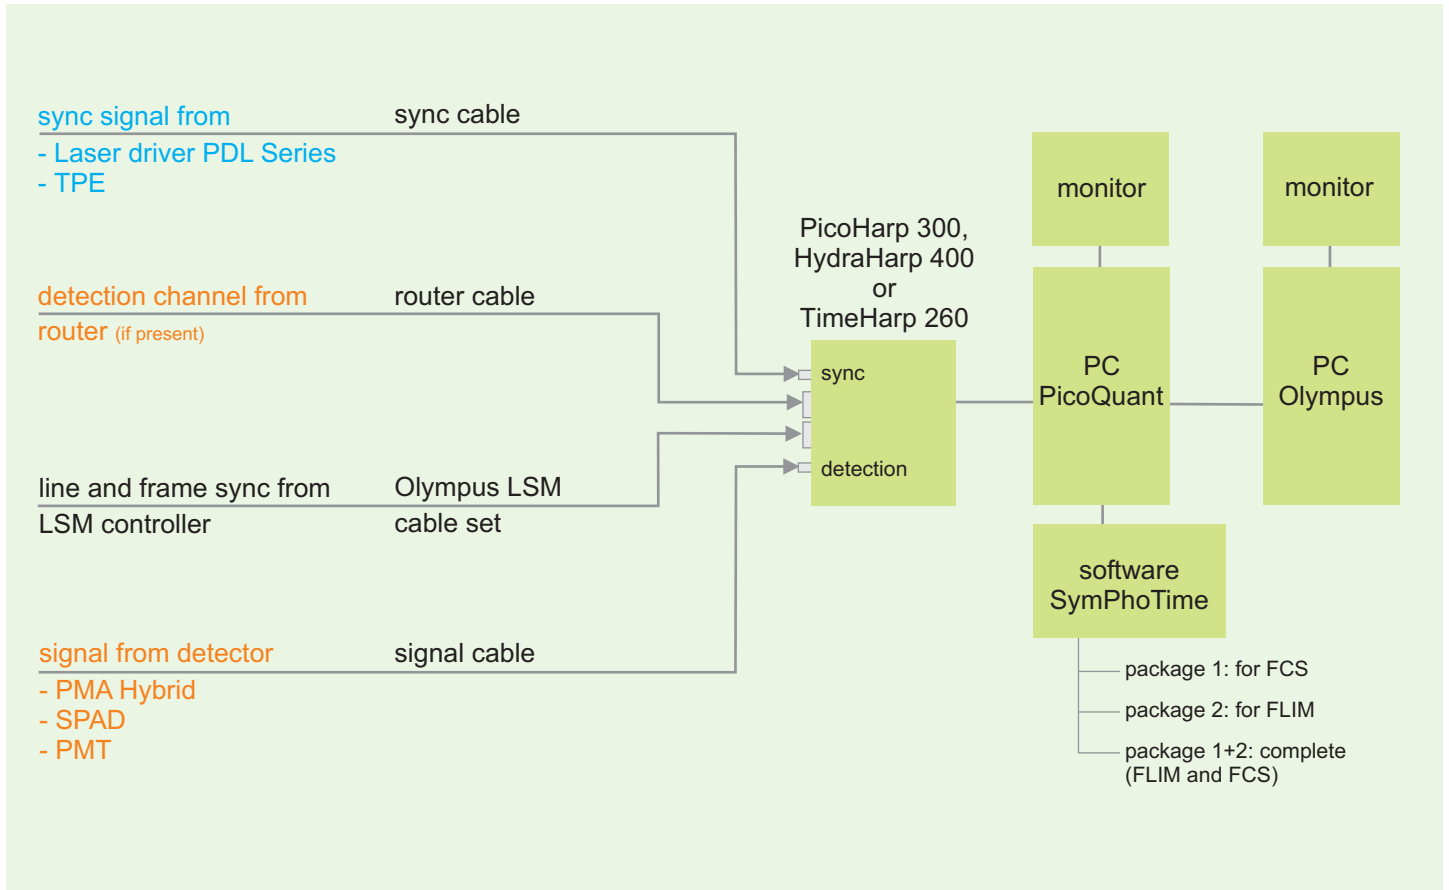 sync signal from
sync cable
- Laser driver PDL Series
- TPE
detection channel from
router cable
router (if present)
line and frame sync from
Olympus LSM
LSM controller
cable set
signal from detector
signal cable
- PMA Hybrid
- SPAD
- PMT
PicoHarp 300,
HydraHarp 400
or
TimeHarp 260
sync
detection
monitor
PC
PicoQuant
monitor
PC
Olympus
software
SymPhoTime
package 1: for FCS
package 2: for FLIM
package 1+2: complete
(FLIM and FCS)